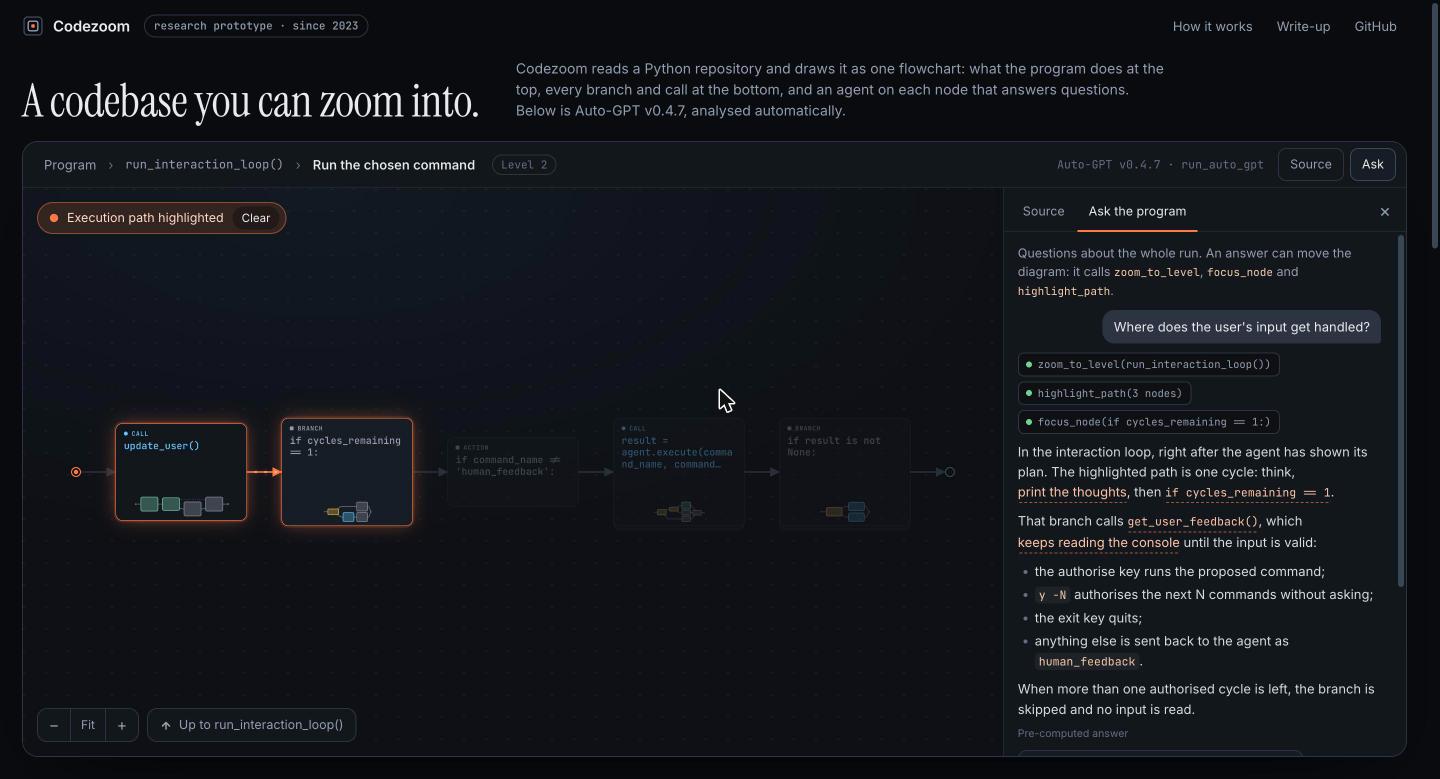 Codezoom
research prototype · since 2023
How it works
Write-up
GitHub
A codebase you can zoom into.
Codezoom reads a Python repository and draws it as one flowchart: what the program does at the
top, every branch and call at the bottom, and an agent on each node that answers questions.
Below is Auto-GPT v0.4.7, analysed automatically.
Program › run_interaction_loop() › Run the chosen command
Level 2
Auto-GPT v0.4.7 · run_auto_gpt
Source
Ask
Execution path highlighted
Clear
CALL
update_user()
BRANCH
if cycles_remaining
== 1:
ACTION
if command_name ≠
'human_feedback':
CALL
result =
agent.execute(comma
nd_name, command…
BRANCH
if result is not
None:
−
Fit
+
↑ Up to run_interaction_loop()
Source
Ask the program
×
Questions about the whole run. An answer can move the
diagram: it calls zoom_to_level, focus_node and
highlight_path.
Where does the user's input get handled?
zoom_to_level(run_interaction_loop())
highlight_path(3 nodes)
focus_node(if cycles_remaining == 1:)
In the interaction loop, right after the agent has shown its
plan. The highlighted path is one cycle: think,
print the thoughts, then if cycles_remaining == 1.
That branch calls get_user_feedback(), which
keeps reading the console until the input is valid:
• the authorise key runs the proposed command;
• y -N authorises the next N commands without asking;
• the exit key quits;
• anything else is sent back to the agent as
human_feedback.
When more than one authorised cycle is left, the branch is
skipped and no input is read.
Pre-computed answer